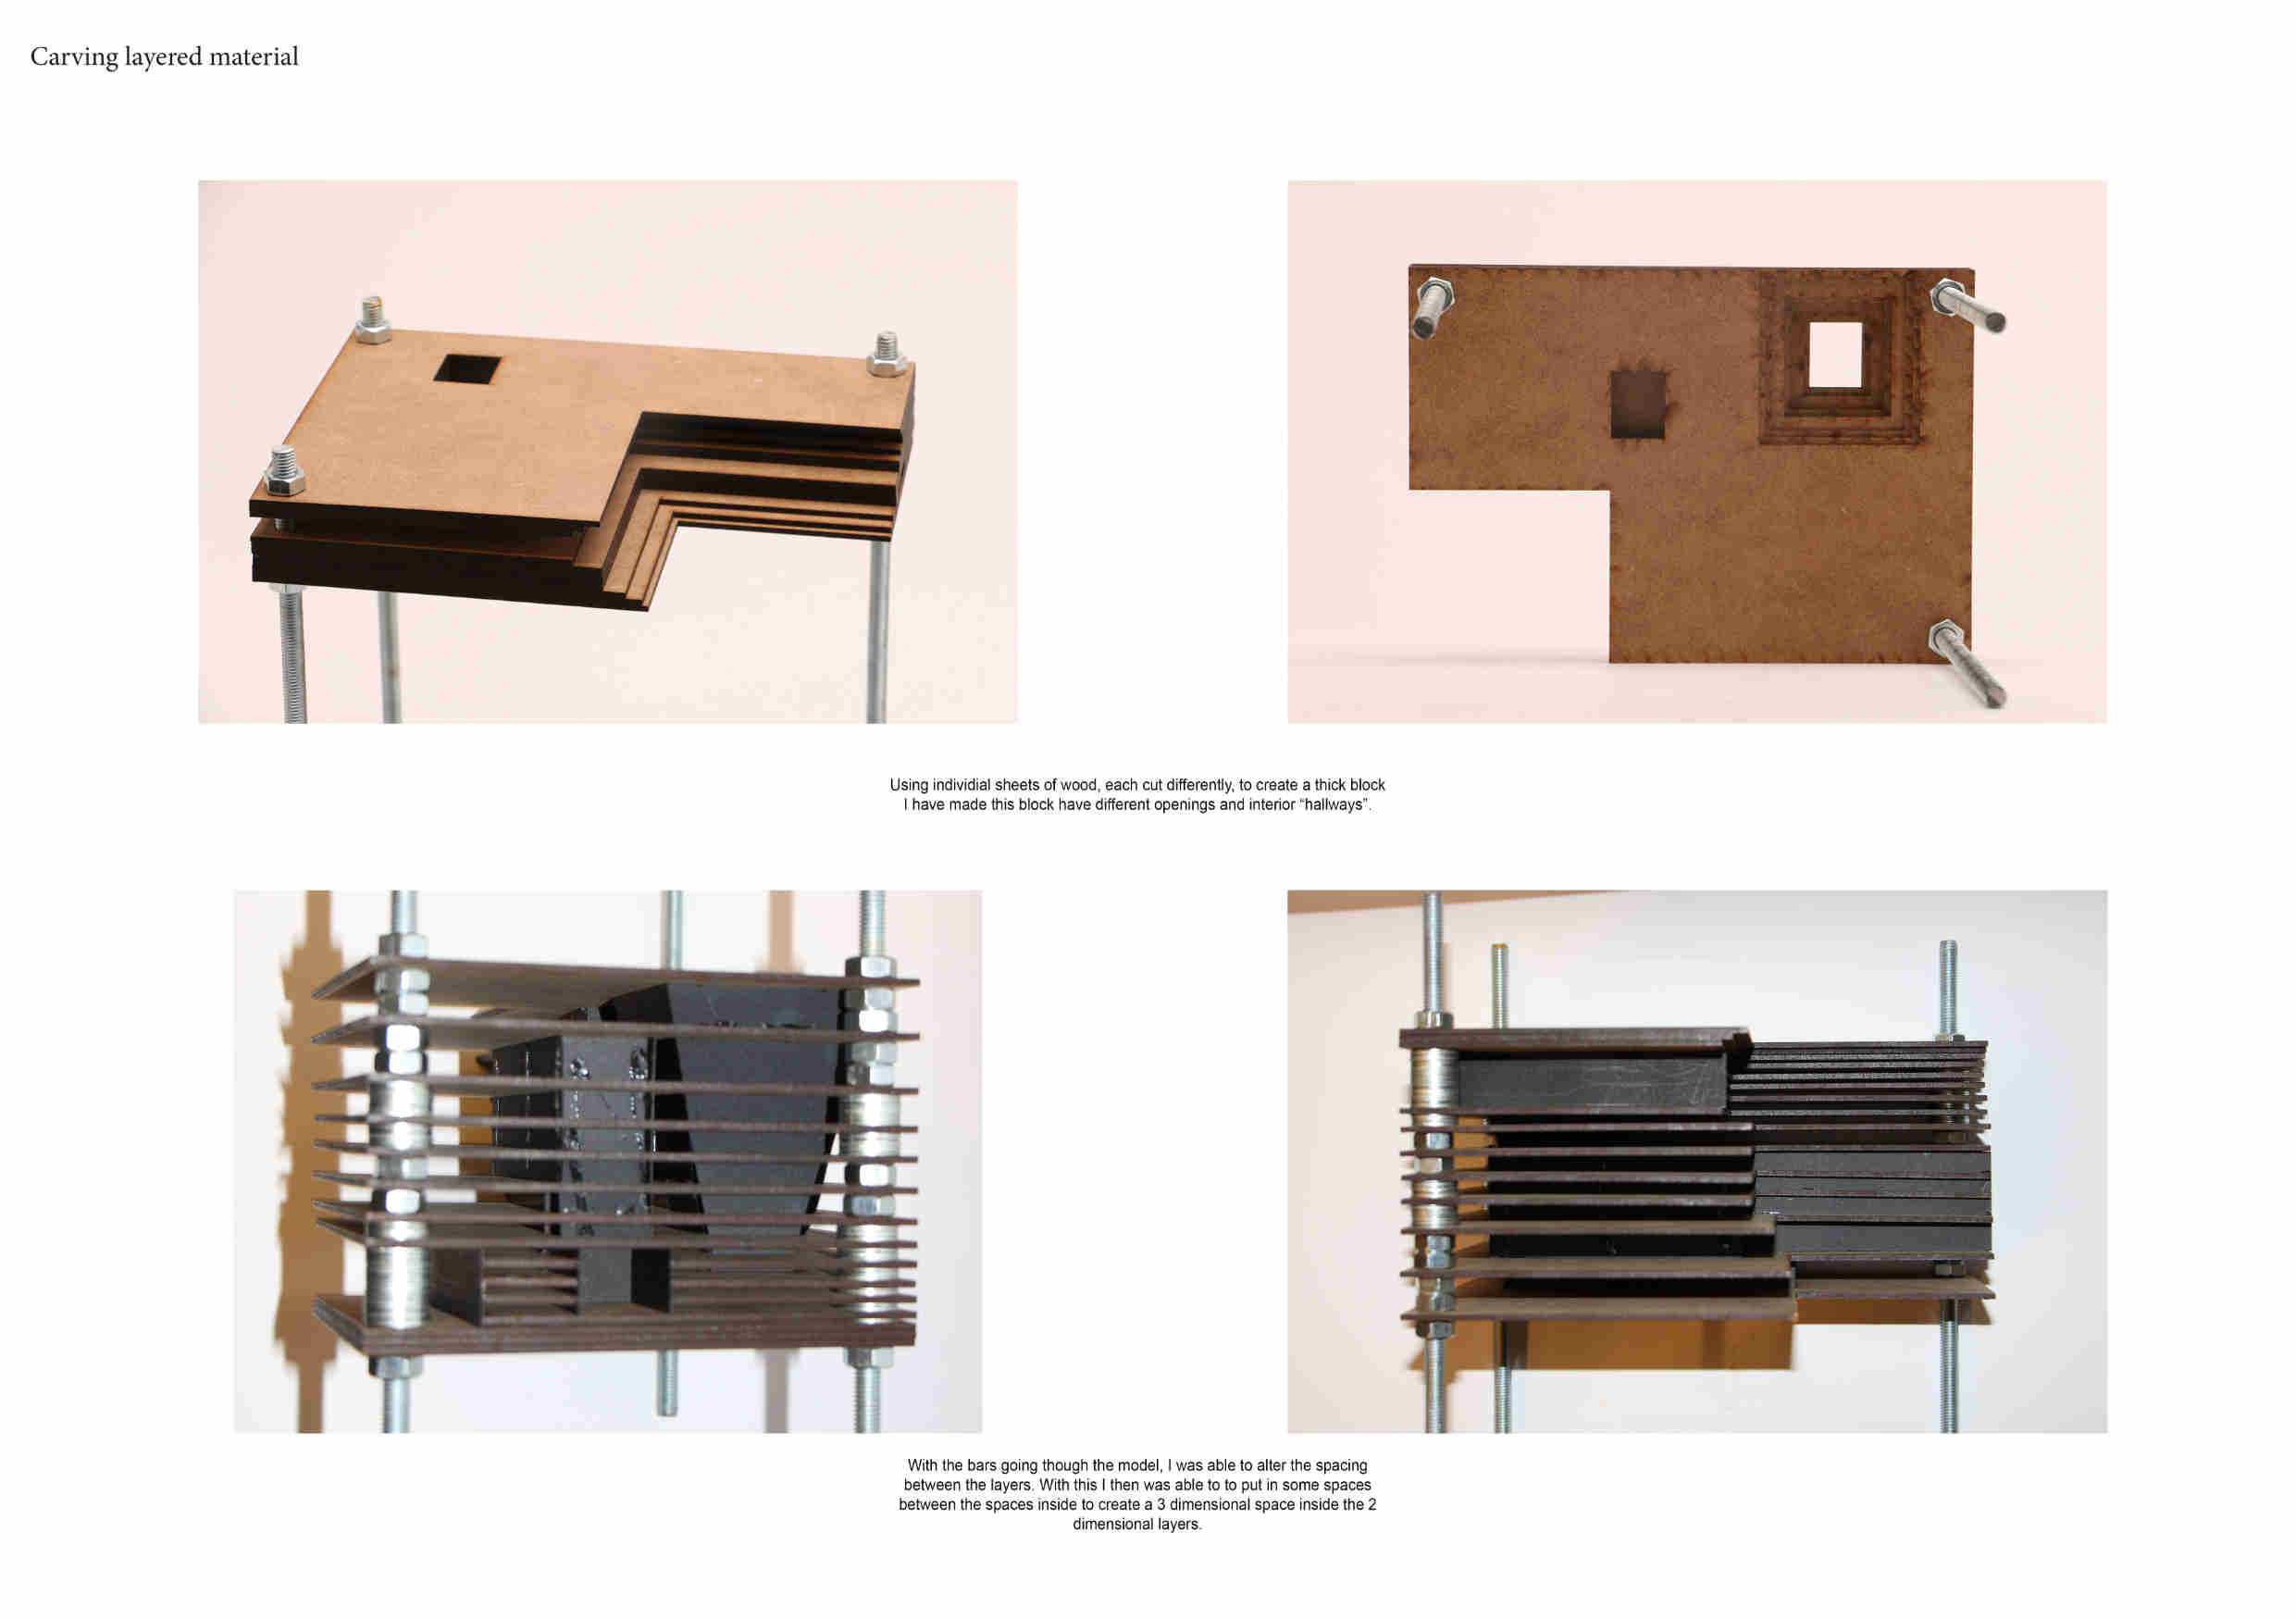 Carving layered material
Using individial sheets of wood, each cut differently, to create a thick block
I have made this block have different openings and interior “hallways”.
With the bars going though the model, I was able to alter the spacing
between the layers. With this I then was able to to put in some spaces
between the spaces inside to create a 3 dimensional space inside the 2
dimensional layers.